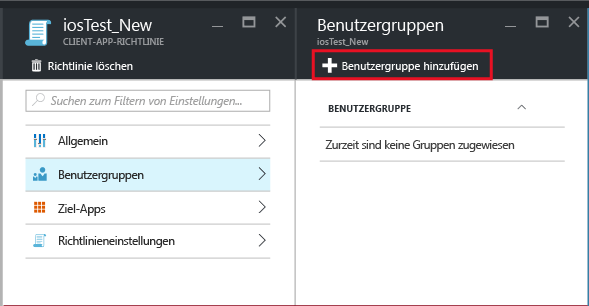 iosTest_New
CLIENT-APP-RICHTLINIE
Richtlinie löschen
Suchen zum Filtern von Einstellungen...
Allgemein
Benutzergruppen
Ziel-Apps
Richtlinieneinstellungen
Benutzergruppen
iosTest_New
Benutzergruppe hinzufügen
BENUTZERGRUPPE
Zurzeit sind keine Gruppen zugewiesen